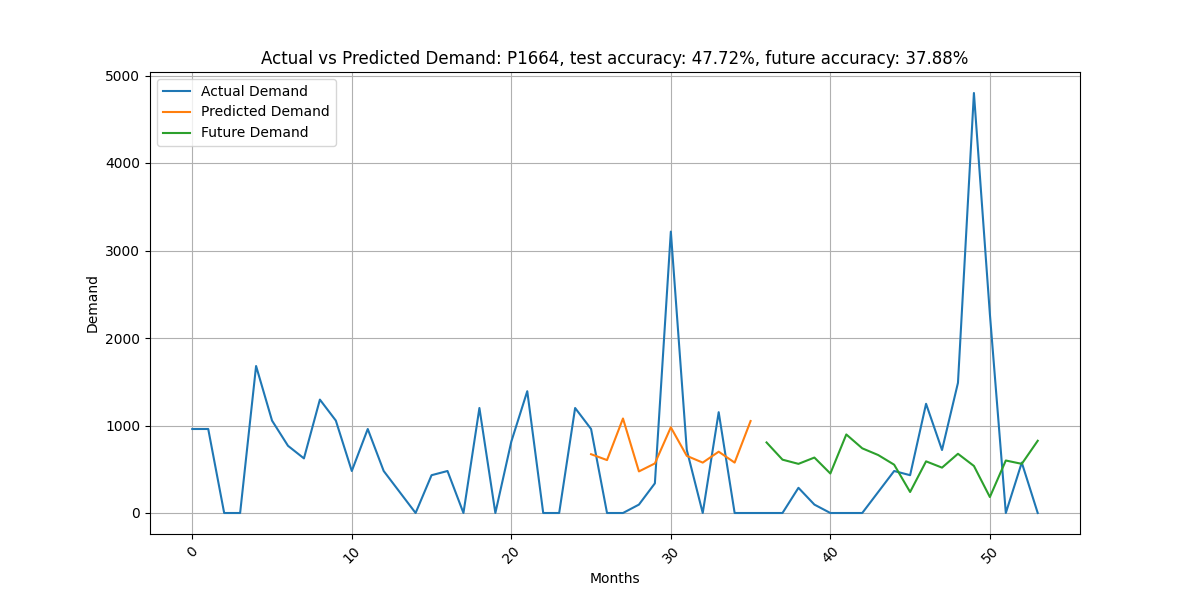 Actual vs Predicted Demand: P1664, test accuracy: 47.72%, future accuracy: 37.88%
Actual Demand
Predicted Demand
Future Demand
5000
4000
3000
2000
1000
0
Demand
0 10 20 30 40 50
Months